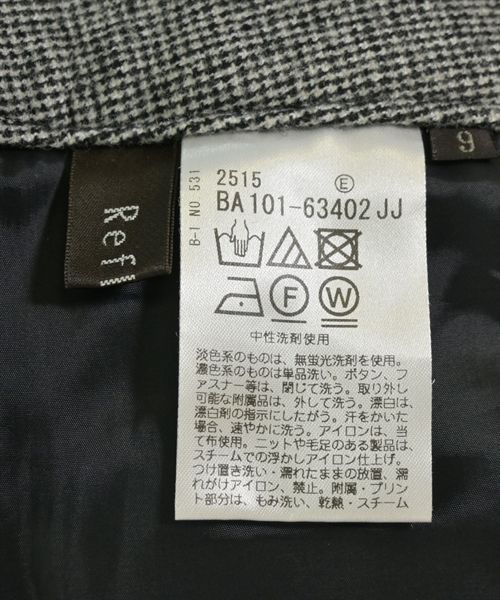 Refl
B-I NO 531
9
2515 Ⓔ
BA101-63402 JJ
F W
中性洗剤使用
淡色系のものは、無蛍光洗剤を使用。
濃色系のものは単品洗い。ボタン、フ
ァスナー等は、閉じて洗う。取り外し
可能な附属品は、外して洗う。漂白は、
漂白剤の指示にしたがう。汗をかいた
場合、速やかに洗う。アイロンは、当
て布使用。ニットや毛足のある製品は、
スチームでの浮かしアイロン仕上げ。
つけ置き洗い・濡れたままの放置、濡
れがけアイロン、禁止。附属・プリン
ト部分は、もみ洗い、乾熱・スチーム